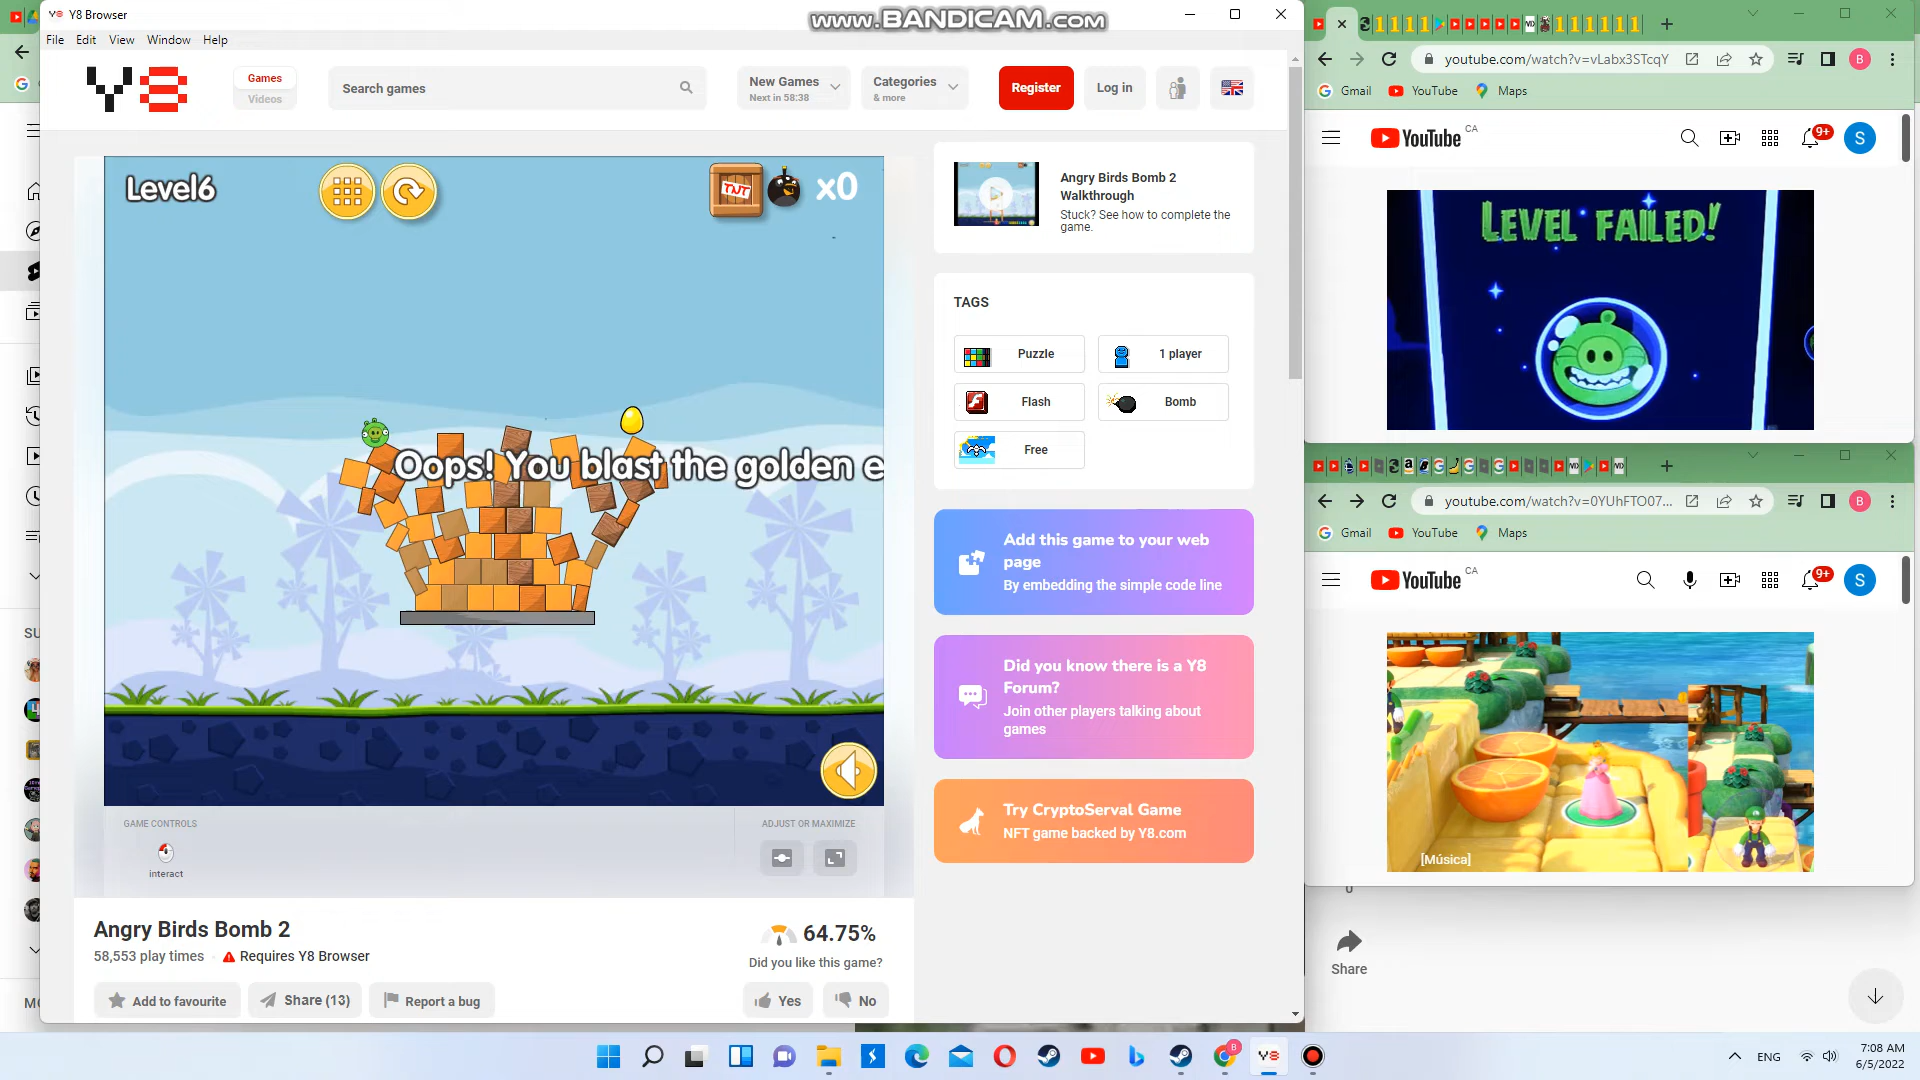 Y8 Browser
www.BANDICAM.com
File Edit View Window Help
Games
Videos
Search games
New Games
Next in 58:38
Categories
& more
Register
Log in
Level6
TNT
x0
Oops! You blast the golden e
GAME CONTROLS
interact
ADJUST OR MAXIMIZE
Angry Birds Bomb 2
58,553 play times
Requires Y8 Browser
64.75%
Did you like this game?
Add to favourite
Share (13)
Report a bug
Yes
No
Angry Birds Bomb 2
Walkthrough
Stuck? See how to complete the
game.
TAGS
Puzzle
1 player
Flash
Bomb
Free
Add this game to your web
page
By embedding the simple code line
Did you know there is a Y8
Forum?
Join other players talking about
games
Try CryptoServal Game
NFT game backed by Y8.com
youtube.com/watch?v=vLabx3STcqY
B
Gmail YouTube Maps
YouTube CA
9+
S
LEVEL FAILED!
youtube.com/watch?v=0YUhFTO07...
B
Gmail YouTube Maps
YouTube CA
9+
S
[Música]
0
Share
SU
MO
ENG
7:08 AM
6/5/2022